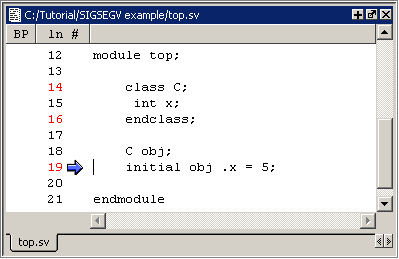 C:/Tutorial/SIGSEGV example/top.sv
BP ln #
12 module top;
13
14 class C;
15 int x;
16 endclass;
17
18 C obj;
19 initial obj .x = 5;
20
21 endmodule
top.sv